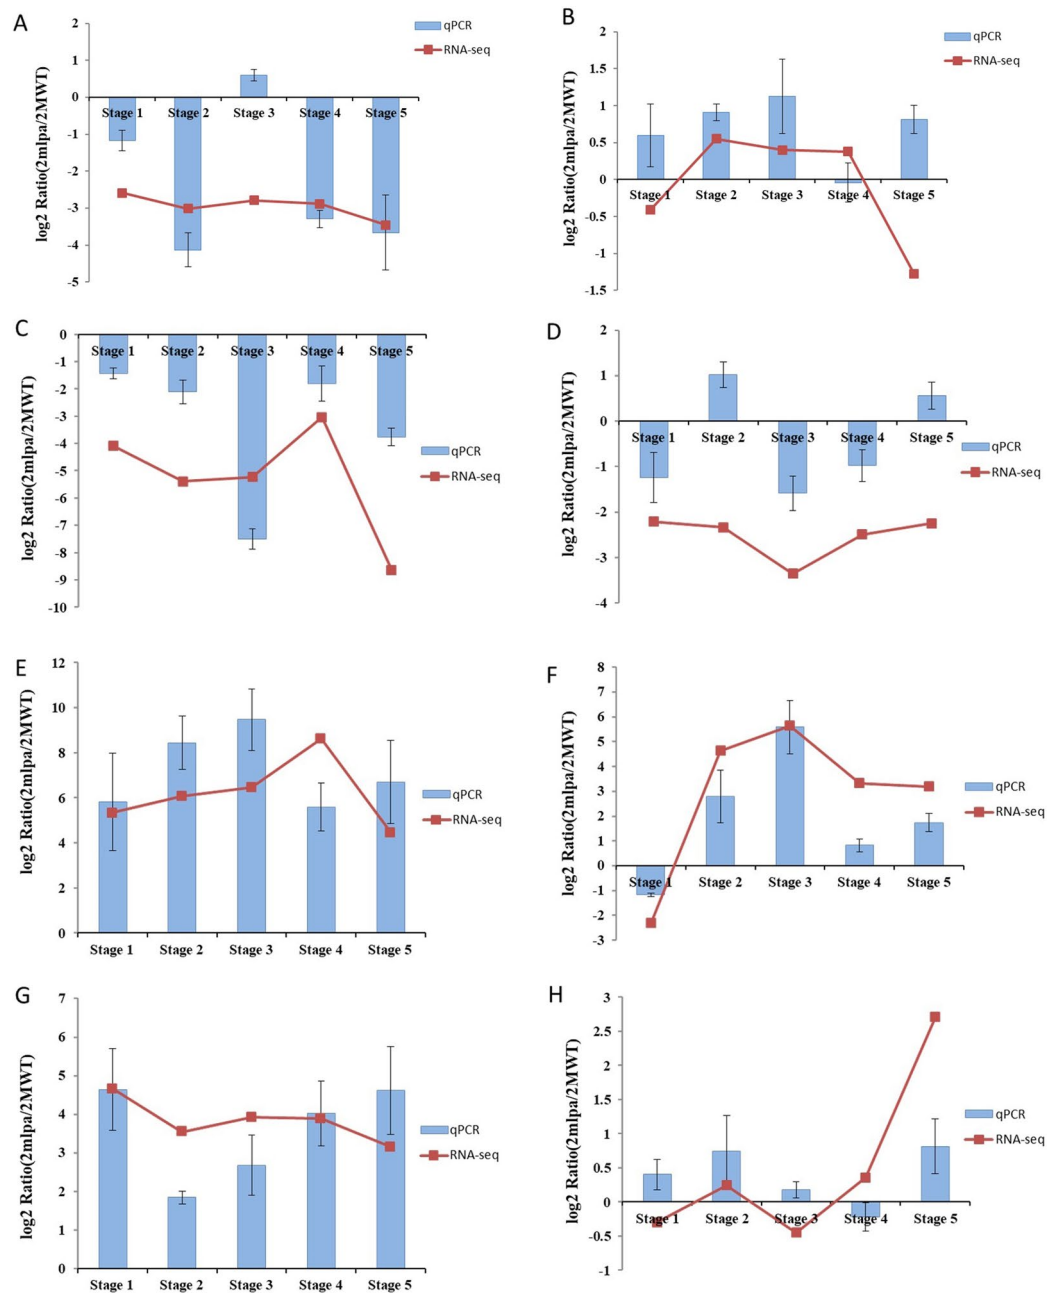 A
log2 Ratio(2mlpa/2MWT)
2
1
0
-1
-2
-3
-4
-5
Stage 1
Stage 2
Stage 3
Stage 4
Stage 5
qPCR
RNA-seq
B
log2 Ratio(2mlpa/2MWT)
2
1.5
1
0.5
0
-0.5
-1
-1.5
Stage 1
Stage 2
Stage 3
Stage 4
Stage 5
qPCR
RNA-seq
C
log2 Ratio(2mlpa/2MWT)
0
-1
-2
-3
-4
-5
-6
-7
-8
-9
-10
Stage 1
Stage 2
Stage 3
Stage 4
Stage 5
qPCR
RNA-seq
D
log2 Ratio(2mlpa/2MWT)
2
1
0
-1
-2
-3
-4
Stage 1
Stage 2
Stage 3
Stage 4
Stage 5
qPCR
RNA-seq
E
log2 Ratio(2mlpa/2MWT)
12
10
8
6
4
2
0
Stage 1
Stage 2
Stage 3
Stage 4
Stage 5
qPCR
RNA-seq
F
log2 Ratio(2mlpa/2MWT)
8
7
6
5
4
3
2
1
0
-1
-2
-3
Stage 1
Stage 2
Stage 3
Stage 4
Stage 5
qPCR
RNA-seq
G
log2 Ratio(2mlpa/2MWT)
7
6
5
4
3
2
1
0
Stage 1
Stage 2
Stage 3
Stage 4
Stage 5
qPCR
RNA-seq
H
log2 Ratio(2mlpa/2MWT)
3
2.5
2
1.5
1
0.5
0
-0.5
-1
Stage 1
Stage 2
Stage 3
Stage 4
Stage 5
qPCR
RNA-seq